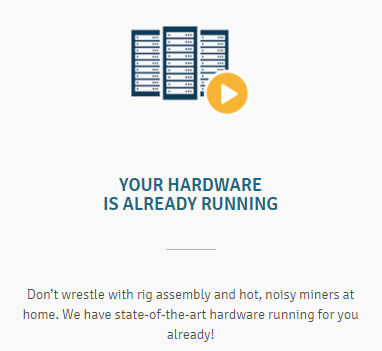 YOUR HARDWARE
IS ALREADY RUNNING
Don't wrestle with rig assembly and hot, noisy miners at
home. We have state-of-the-art hardware running for you
already!